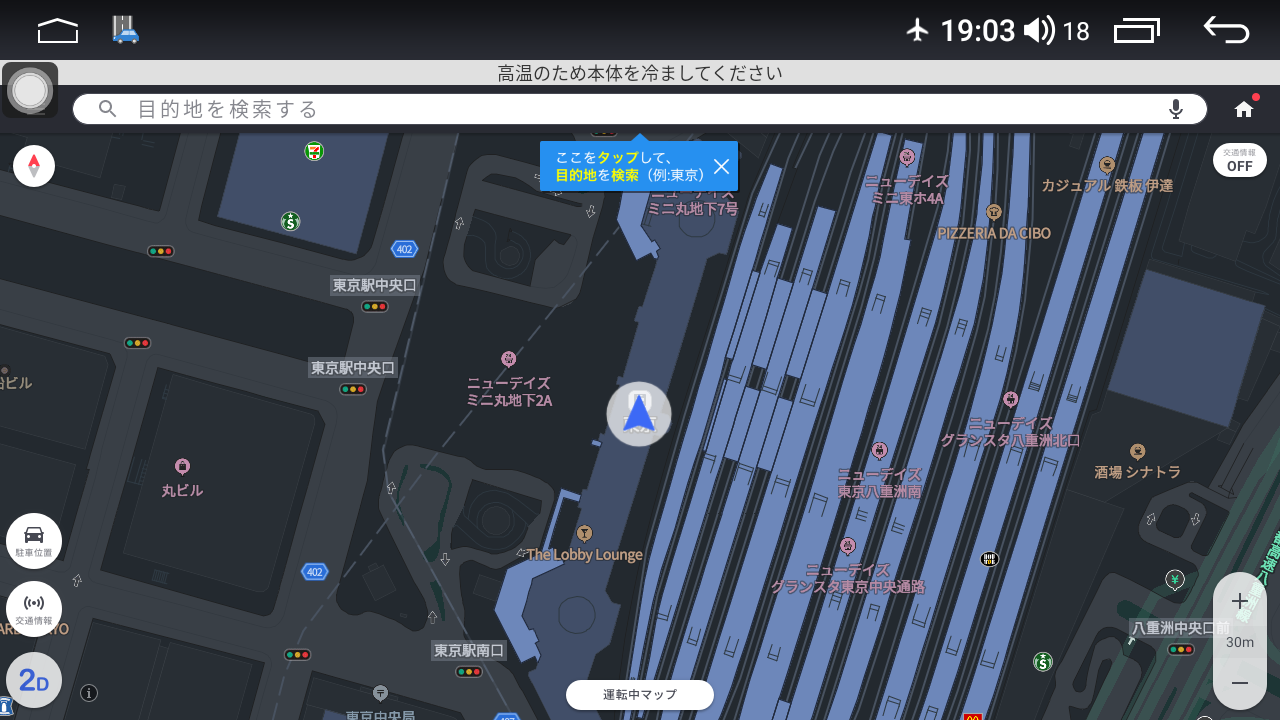 19:03
18
高温のため本体を冷ましてください
目的地を検索する
ここをタップして、
目的地を検索（例:東京）
交通情報
OFF
ニューデイズ
ミニ丸地下7号
ニューデイズ
ミニ東ホ4A
カジュアル 鉄板 伊達
PIZZERIA DA CIBO
402
東京駅中央口
東京駅中央口
ニューデイズ
ミニ丸地下2A
ビル
ニューデイズ
グランスタ八重洲北口
酒場 シナトラ
丸ビル
ニューデイズ
東京八重洲南
The Lobby Lounge
駐車位置
402
ニューデイズ
グランスタ東京中央通路
交通情報
八重洲中央口前
東京駅南口
30m
2D
運転中マップ
東京中央局